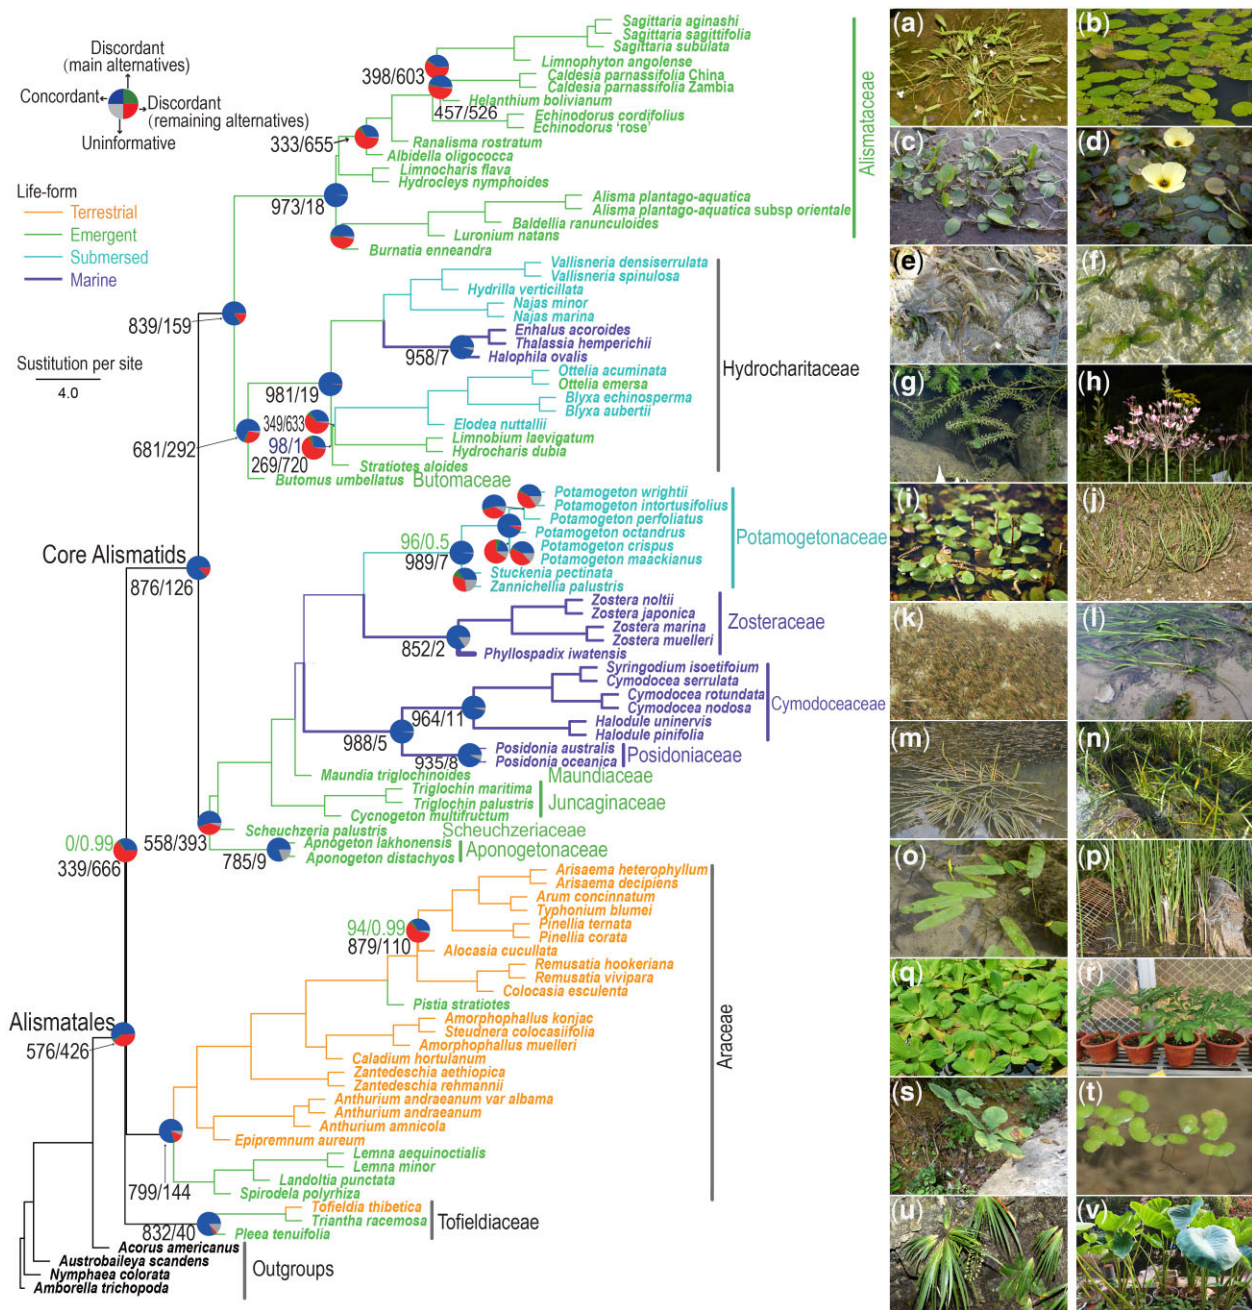 Discordant
(main alternatives)
Concordant
Discordant
(remaining alternatives)
Uninformative
Life-form
Terrestrial
Emergent
Submersed
Marine
Sustitution per site
4.0
Sagittaria aginashi
Sagittaria sagittifolia
Sagittaria subulata
Limnophyton angolense
Caldesia parnassifolia China
Caldesia parnassifolia Zambia
Helanthium bolivianum
Echinodorus cordifolius
Echinodorus 'rose'
Ranalisma rostratum
Albidella oligococca
Limnocharis flava
Hydrocleys nymphoides
Alisma plantago-aquatica
Alisma plantago-aquatica subsp orientale
Baldellia ranunculoides
Luronium natans
Burnatia enneandra
Alismataceae
398/603
457/526
333/655
973/18
839/159
Vallisneria densiserrulata
Vallisneria spinulosa
Hydrilla verticillata
Najas minor
Najas marina
Enhalus acoroides
Thalassia hemperichii
Halophila ovalis
Ottelia acuminata
Ottelia emersa
Blyxa echinosperma
Blyxa aubertii
Elodea nuttallii
Limnobium laevigatum
Hydrocharis dubia
Stratiotes aloides
Hydrocharitaceae
958/7
981/19
349/633
98/1
269/720
681/292
Butomus umbellatus
Butomaceae
Potamogeton wrightii
Potamogeton intortusifolius
Potamogeton perfoliatus
Potamogeton octandrus
Potamogeton crispus
Potamogeton maackianus
Stuckenia pectinata
Zannichellia palustris
Potamogetonaceae
96/0.5
989/7
Core Alismatids
876/126
Zostera noltii
Zostera japonica
Zostera marina
Zostera muelleri
Phyllospadix iwatensis
Zosteraceae
852/2
Syringodium isoetifoium
Cymodocea serrulata
Cymodocea rotundata
Cymodocea nodosa
Halodule uninervis
Halodule pinifolia
Cymodoceaceae
964/11
988/5
Posidonia australis
Posidonia oceanica
Posidoniaceae
935/8
Maundia triglochinoides
Maundiaceae
Triglochin maritima
Triglochin palustris
Cycnogeton multifructum
Juncaginaceae
Scheuchzeria palustris
Scheuchzeriaceae
558/393
Apnogeton lakhonensis
Aponogeton distachyos
Aponogetonaceae
785/9
0/0.99
339/666
Arisaema heterophyllum
Arisaema decipiens
Arum concinnatum
Typhonium blumei
Pinellia ternata
Pinellia corata
Alocasia cucullata
Remusatia hookeriana
Remusatia vivipara
Colocasia esculenta
Pistia stratiotes
94/0.99
879/110
Amorphophallus konjac
Steudnera colocasiifolia
Amorphophallus muelleri
Caladium hortulanum
Zantedeschia aethiopica
Zantedeschia rehmannii
Anthurium andraeanum var albama
Anthurium andraeanum
Anthurium amnicola
Epipremnum aureum
Lemna aequinoctialis
Lemna minor
Landoltia punctata
Spirodela polyrhiza
Araceae
Alismatales
576/426
799/144
Tofieldia thibetica
Triantha racemosa
Pleea tenuifolia
Tofieldiaceae
832/40
Acorus americanus
Austrobaileya scandens
Nymphaea colorata
Amborella trichopoda
Outgroups
(a)
(b)
(c)
(d)
(e)
(f)
(g)
(h)
(i)
(j)
(k)
(l)
(m)
(n)
(o)
(p)
(q)
(r)
(s)
(t)
(u)
(v)